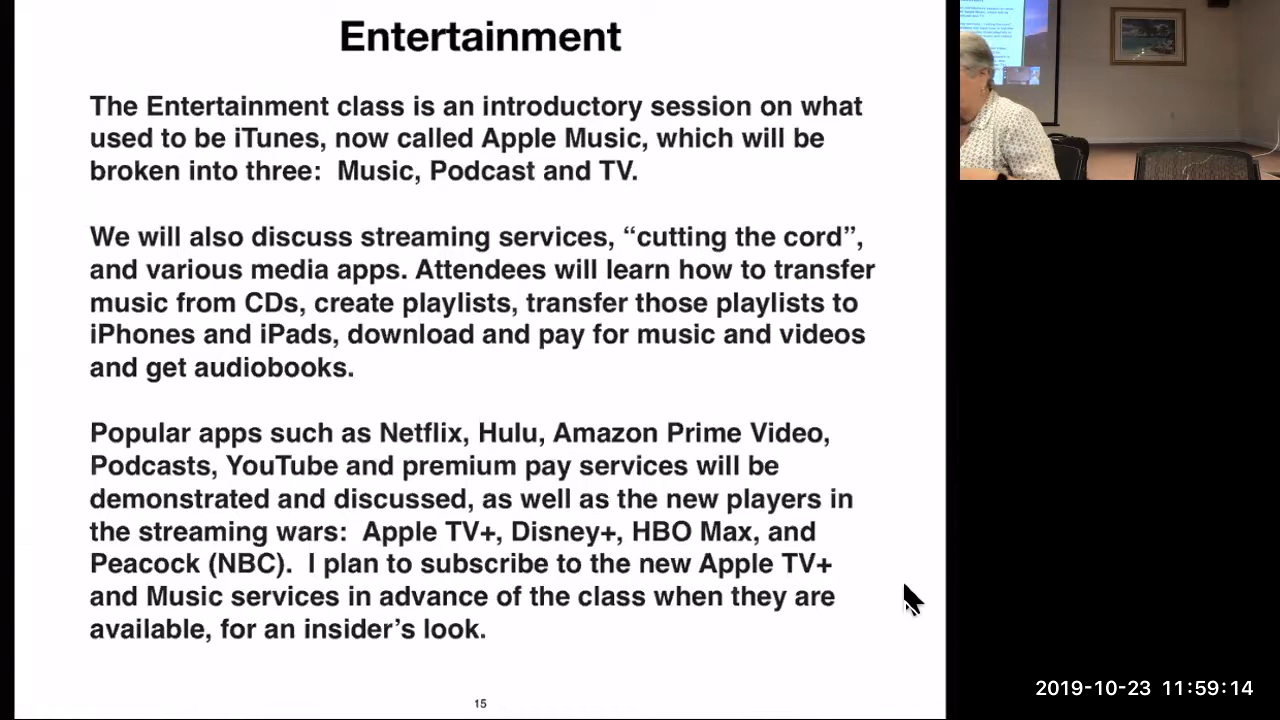 Entertainment
The Entertainment class is an introductory session on what
used to be iTunes, now called Apple Music, which will be
broken into three:  Music, Podcast and TV.
We will also discuss streaming services, “cutting the cord”,
and various media apps. Attendees will learn how to transfer
music from CDs, create playlists, transfer those playlists to
iPhones and iPads, download and pay for music and videos
and get audiobooks.
Popular apps such as Netflix, Hulu, Amazon Prime Video,
Podcasts, YouTube and premium pay services will be
demonstrated and discussed, as well as the new players in
the streaming wars:  Apple TV+, Disney+, HBO Max, and
Peacock (NBC).  I plan to subscribe to the new Apple TV+
and Music services in advance of the class when they are
available, for an insider’s look.
15
2019-10-23 11:59:14